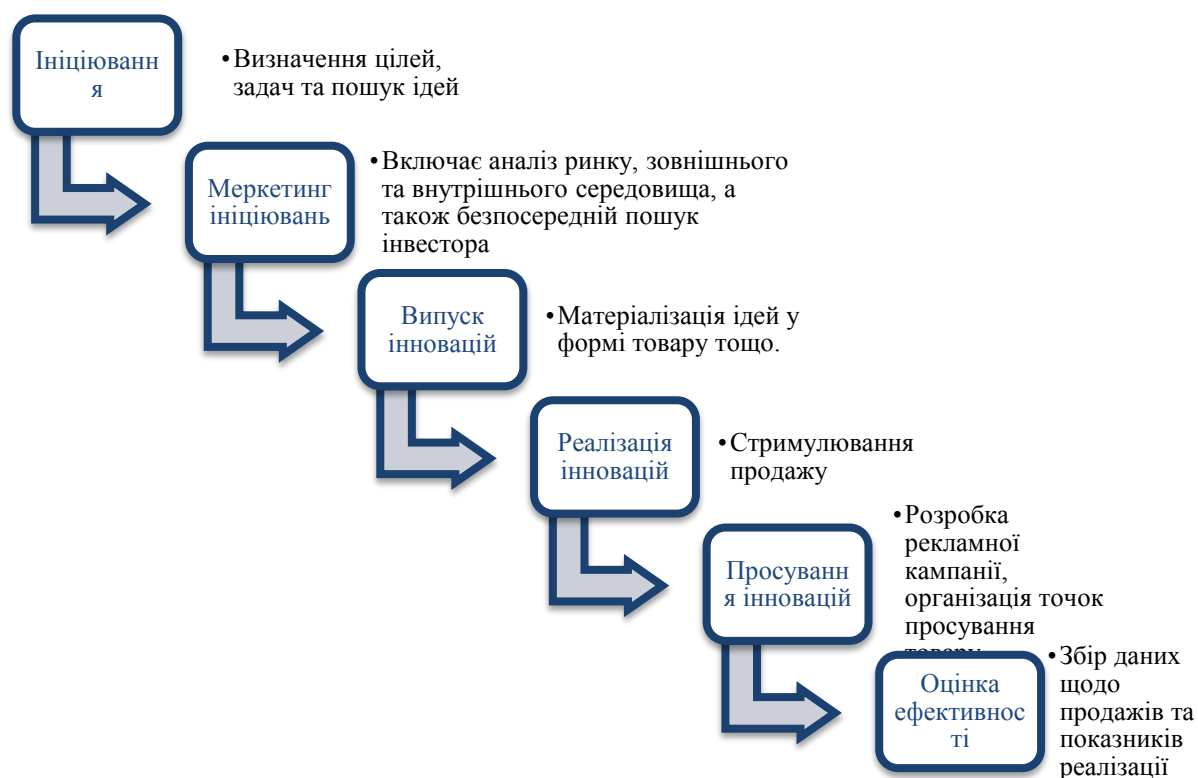 Ініціюванн
я
•Визначення цілей,
задач та пошук ідей
Меркетинг
ініціювань
•Включає аналіз ринку, зовнішнього
та внутрішнього середовища, а
також безпосередній пошук
інвестора
Випуск
інновацій
•Матеріалізація ідей у
формі товару тощо.
Реалізація
інновацій
•Стримулювання
продажу
Просуванн
я інновацій
•Розробка
рекламної
кампанії,
організація точок
просування
товару
Оцінка
ефективнос
ті
•Збір даних
щодо
продажів та
показників
реалізації